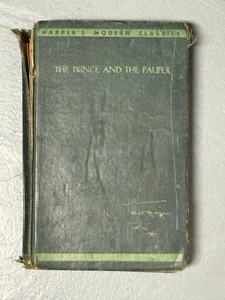 HARPER'S MODERN CLASSICS
THE PRINCE AND THE PAUPER